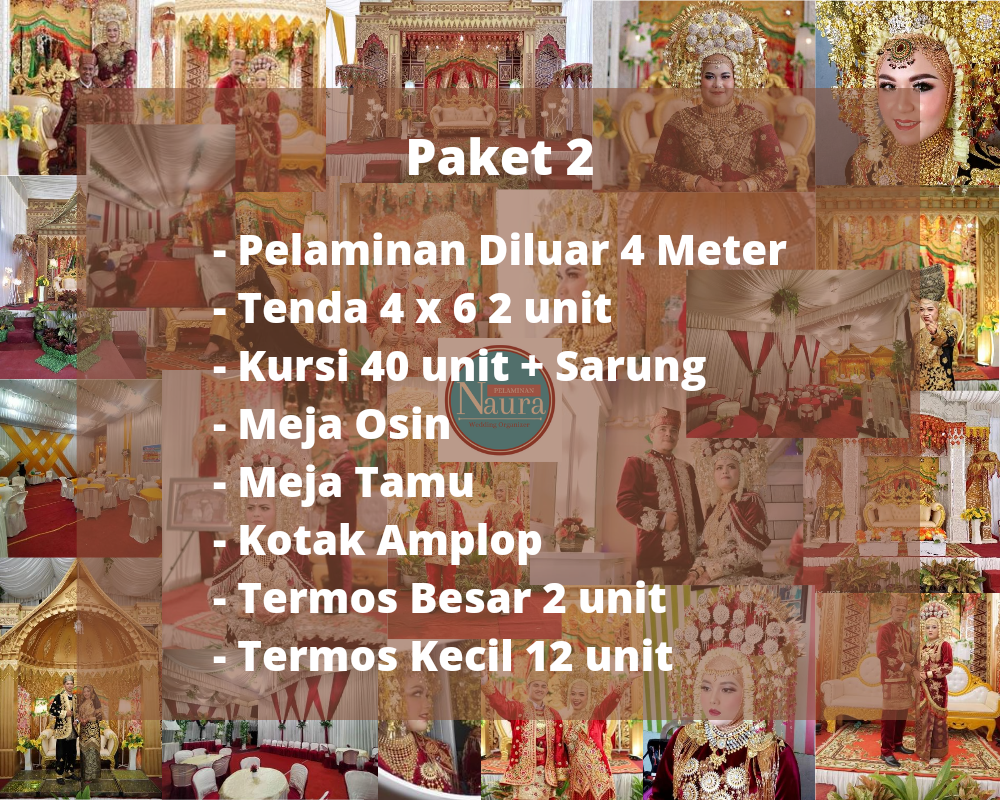 Paket 2
- Pelaminan Diluar 4 Meter
- Tenda 4 x 6 2 unit
- Kursi 40 unit + Sarung
PELAMINAN
Naura
Wedding Organizer
- Meja Osin
- Meja Tamu
- Kotak Amplop
- Termos Besar 2 unit
- Termos Kecil 12 unit